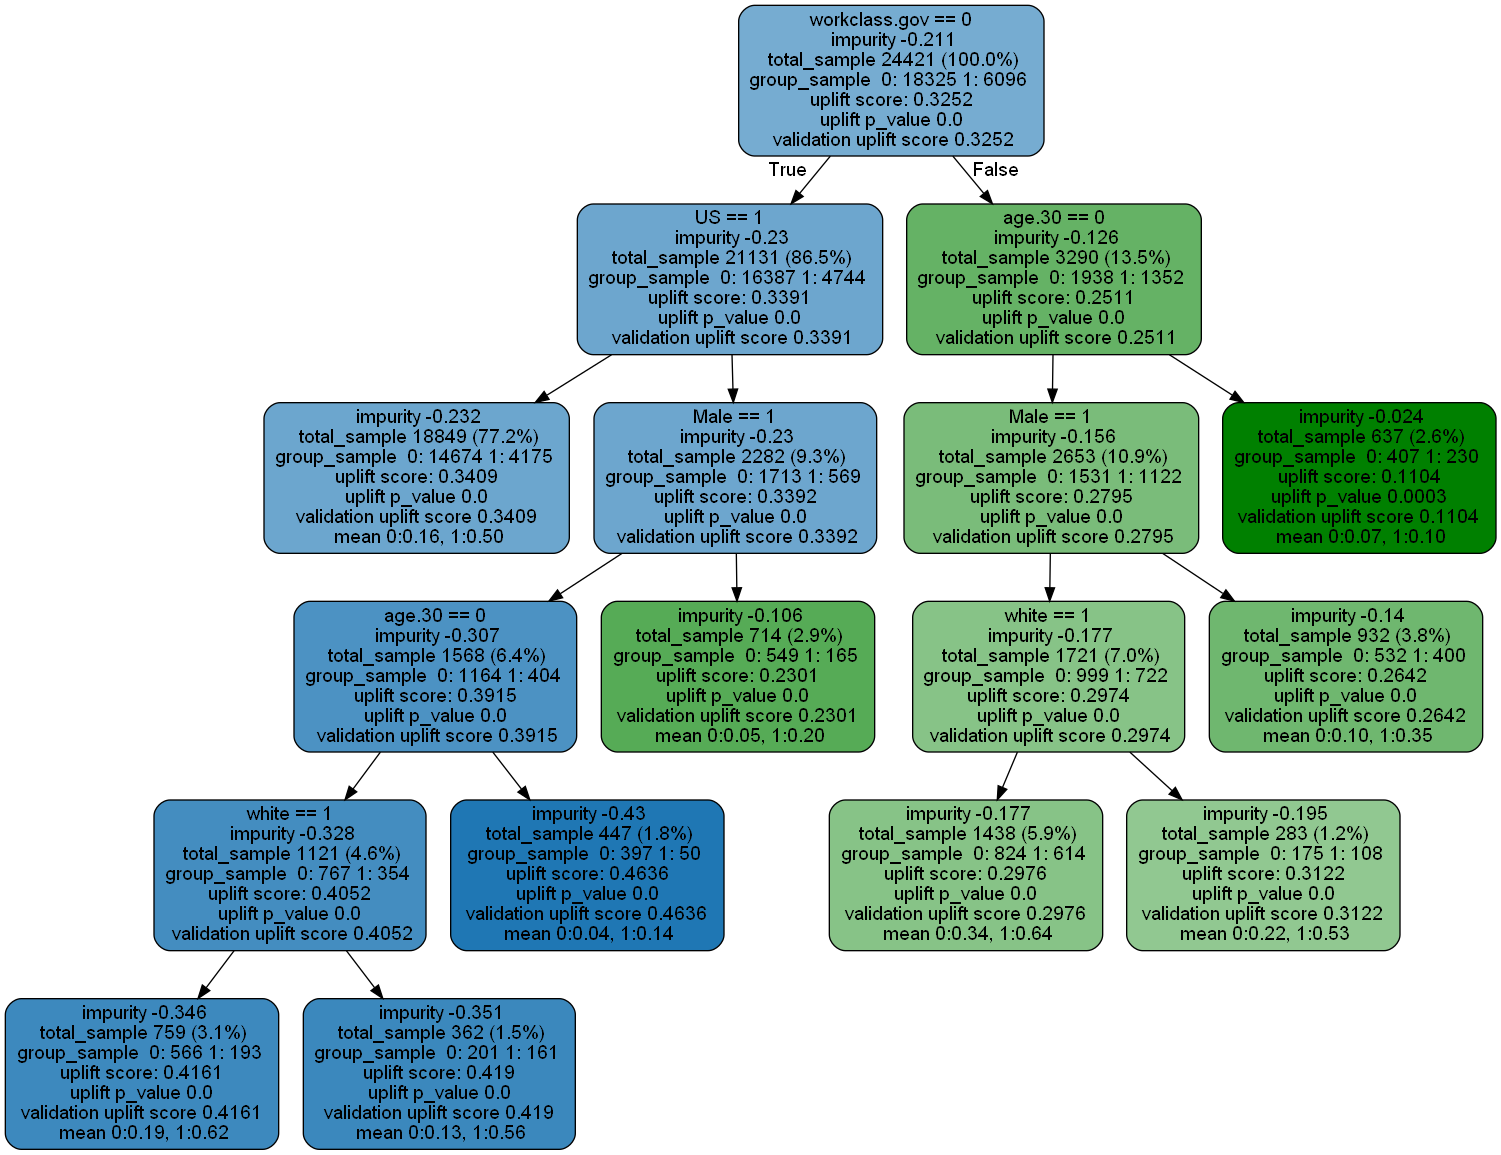 workclass.gov == 0
impurity -0.211
total_sample 24421 (100.0%)
group_sample  0: 18325 1: 6096
uplift score: 0.3252
uplift p_value 0.0
validation uplift score 0.3252
True
False
US == 1
impurity -0.23
total_sample 21131 (86.5%)
group_sample  0: 16387 1: 4744
uplift score: 0.3391
uplift p_value 0.0
validation uplift score 0.3391
age.30 == 0
impurity -0.126
total_sample 3290 (13.5%)
group_sample  0: 1938 1: 1352
uplift score: 0.2511
uplift p_value 0.0
validation uplift score 0.2511
impurity -0.232
total_sample 18849 (77.2%)
group_sample  0: 14674 1: 4175
uplift score: 0.3409
uplift p_value 0.0
validation uplift score 0.3409
mean 0:0.16, 1:0.50
Male == 1
impurity -0.23
total_sample 2282 (9.3%)
group_sample  0: 1713 1: 569
uplift score: 0.3392
uplift p_value 0.0
validation uplift score 0.3392
Male == 1
impurity -0.156
total_sample 2653 (10.9%)
group_sample  0: 1531 1: 1122
uplift score: 0.2795
uplift p_value 0.0
validation uplift score 0.2795
impurity -0.024
total_sample 637 (2.6%)
group_sample  0: 407 1: 230
uplift score: 0.1104
uplift p_value 0.0003
validation uplift score 0.1104
mean 0:0.07, 1:0.10
age.30 == 0
impurity -0.307
total_sample 1568 (6.4%)
group_sample  0: 1164 1: 404
uplift score: 0.3915
uplift p_value 0.0
validation uplift score 0.3915
impurity -0.106
total_sample 714 (2.9%)
group_sample  0: 549 1: 165
uplift score: 0.2301
uplift p_value 0.0
validation uplift score 0.2301
mean 0:0.05, 1:0.20
white == 1
impurity -0.177
total_sample 1721 (7.0%)
group_sample  0: 999 1: 722
uplift score: 0.2974
uplift p_value 0.0
validation uplift score 0.2974
impurity -0.14
total_sample 932 (3.8%)
group_sample  0: 532 1: 400
uplift score: 0.2642
uplift p_value 0.0
validation uplift score 0.2642
mean 0:0.10, 1:0.35
white == 1
impurity -0.328
total_sample 1121 (4.6%)
group_sample  0: 767 1: 354
uplift score: 0.4052
uplift p_value 0.0
validation uplift score 0.4052
impurity -0.43
total_sample 447 (1.8%)
group_sample  0: 397 1: 50
uplift score: 0.4636
uplift p_value 0.0
validation uplift score 0.4636
mean 0:0.04, 1:0.14
impurity -0.177
total_sample 1438 (5.9%)
group_sample  0: 824 1: 614
uplift score: 0.2976
uplift p_value 0.0
validation uplift score 0.2976
mean 0:0.34, 1:0.64
impurity -0.195
total_sample 283 (1.2%)
group_sample  0: 175 1: 108
uplift score: 0.3122
uplift p_value 0.0
validation uplift score 0.3122
mean 0:0.22, 1:0.53
impurity -0.346
total_sample 759 (3.1%)
group_sample  0: 566 1: 193
uplift score: 0.4161
uplift p_value 0.0
validation uplift score 0.4161
mean 0:0.19, 1:0.62
impurity -0.351
total_sample 362 (1.5%)
group_sample  0: 201 1: 161
uplift score: 0.419
uplift p_value 0.0
validation uplift score 0.419
mean 0:0.13, 1:0.56